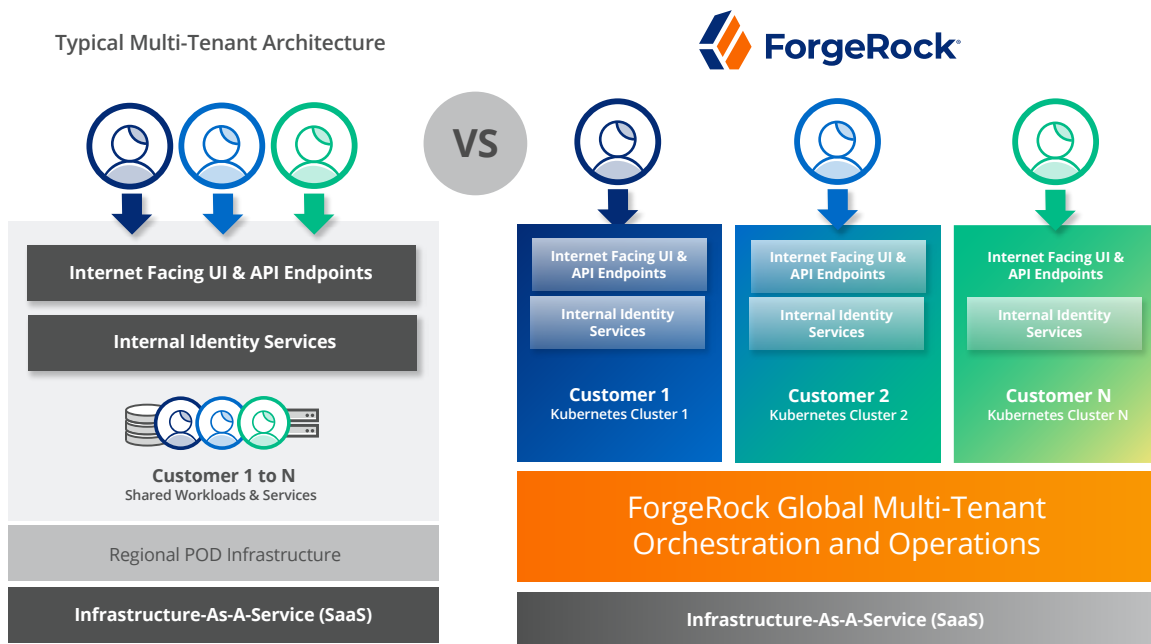 Typical Multi-Tenant Architecture
ForgeRock
VS
Internet Facing UI & API Endpoints
Internal Identity Services
Customer 1 to N
Shared Workloads & Services
Regional POD Infrastructure
Infrastructure-As-A-Service (SaaS)
Internet Facing UI &
API Endpoints
Internal Identity
Services
Customer 1
Kubernetes Cluster 1
Internet Facing UI &
API Endpoints
Internal Identity
Services
Customer 2
Kubernetes Cluster 2
Internet Facing UI &
API Endpoints
Internal Identity
Services
Customer N
Kubernetes Cluster N
ForgeRock Global Multi-Tenant
Orchestration and Operations
Infrastructure-As-A-Service (SaaS)